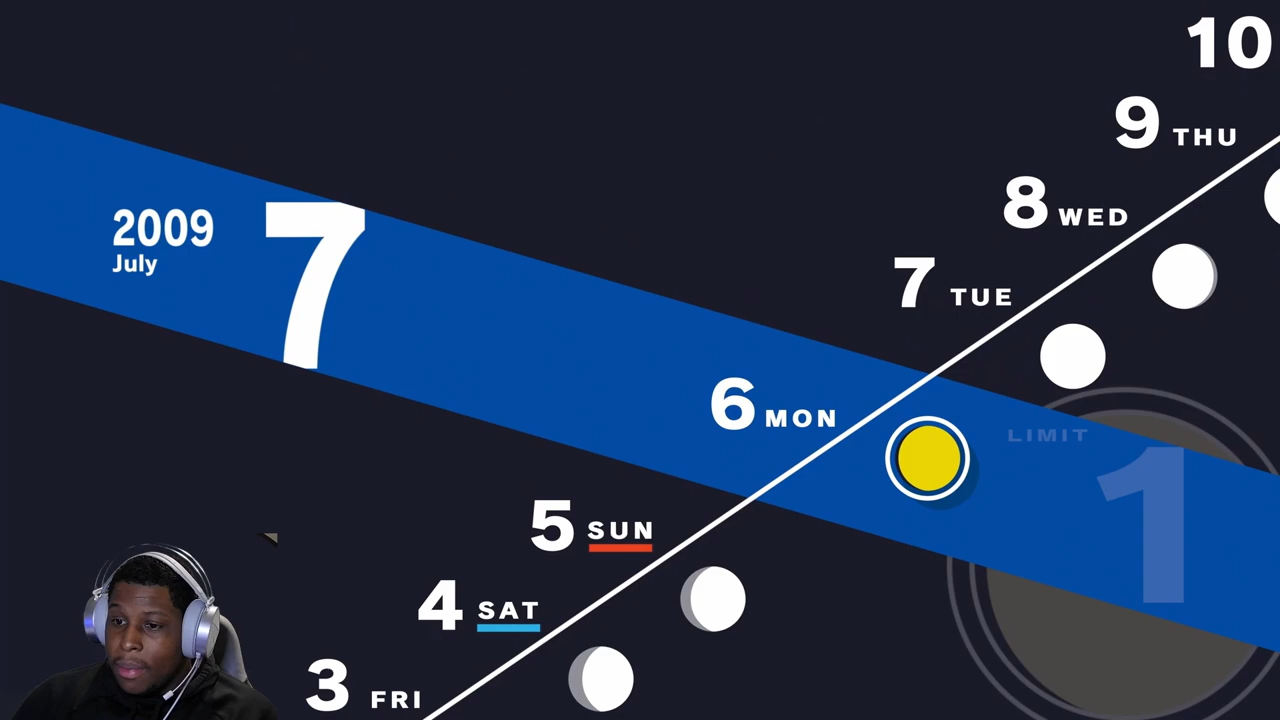 10
9 THU
8 WED
2009
July
7
7 TUE
6 MON
LIMIT
1
5 SUN
4 SAT
3 FRI